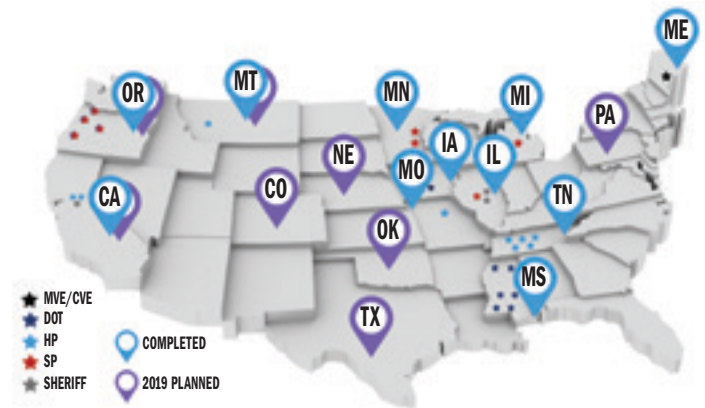 ME
OR
MT
MN
MI
PA
IA
IL
NE
MO
CO
CA
TN
OK
MS
TX
MVE/CVE
DOT
HP
SP
SHERIFF
COMPLETED
2019 PLANNED